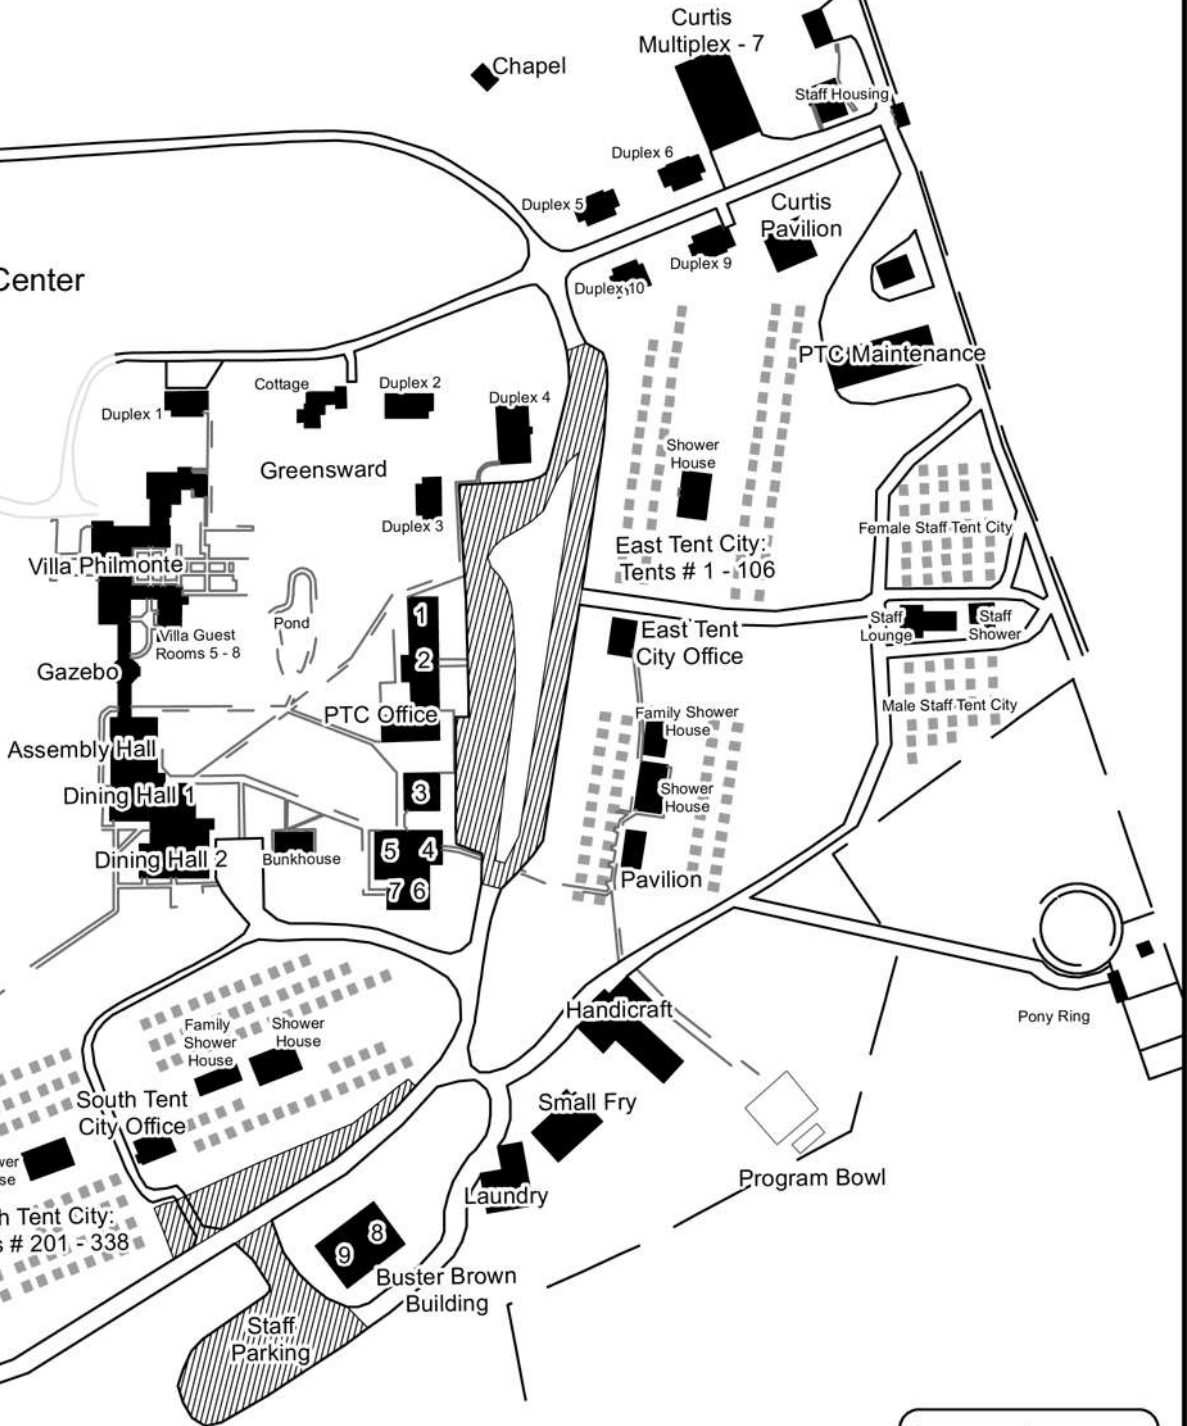 Curtis
Multiplex - 7
Chapel
Staff Housing
Duplex 6
Duplex 5
Curtis
Pavilion
Duplex 9
Center
Duplex 10
PTC Maintenance
Cottage
Duplex 2
Duplex 1
Duplex 4
Shower
House
Greensward
Duplex 3
Female Staff Tent City
East Tent City:
Tents # 1 - 106
Villa Philmonte
1
Pond
Villa Guest
Rooms 5 - 8
Staff
Lounge
Staff
Shower
East Tent
City Office
2
Gazebo
PTC Office
Family Shower
House
Male Staff Tent City
Assembly Hall
Dining Hall 1
3
Shower
House
Dining Hall 2
Bunkhouse
5 4
7 6
Pavilion
Handicraft
Pony Ring
Family
Shower
House
Shower
House
South Tent
City Office
Small Fry
Program Bowl
Laundry
h Tent City:
s # 201 - 338
8
9
Buster Brown
Building
Staff
Parking